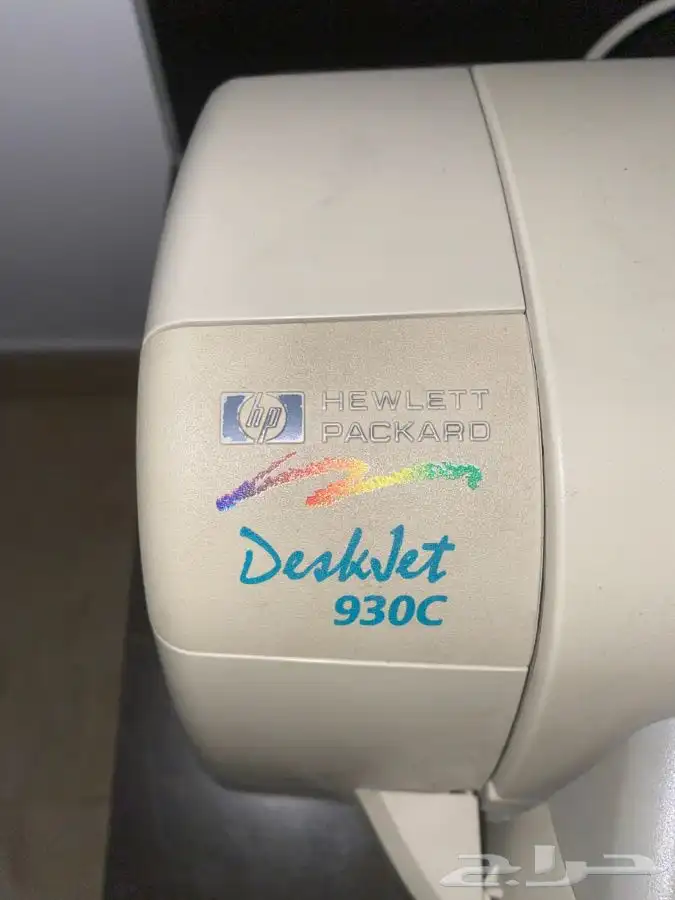 hp HEWLETT
PACKARD
DeskJet
930C
حراج